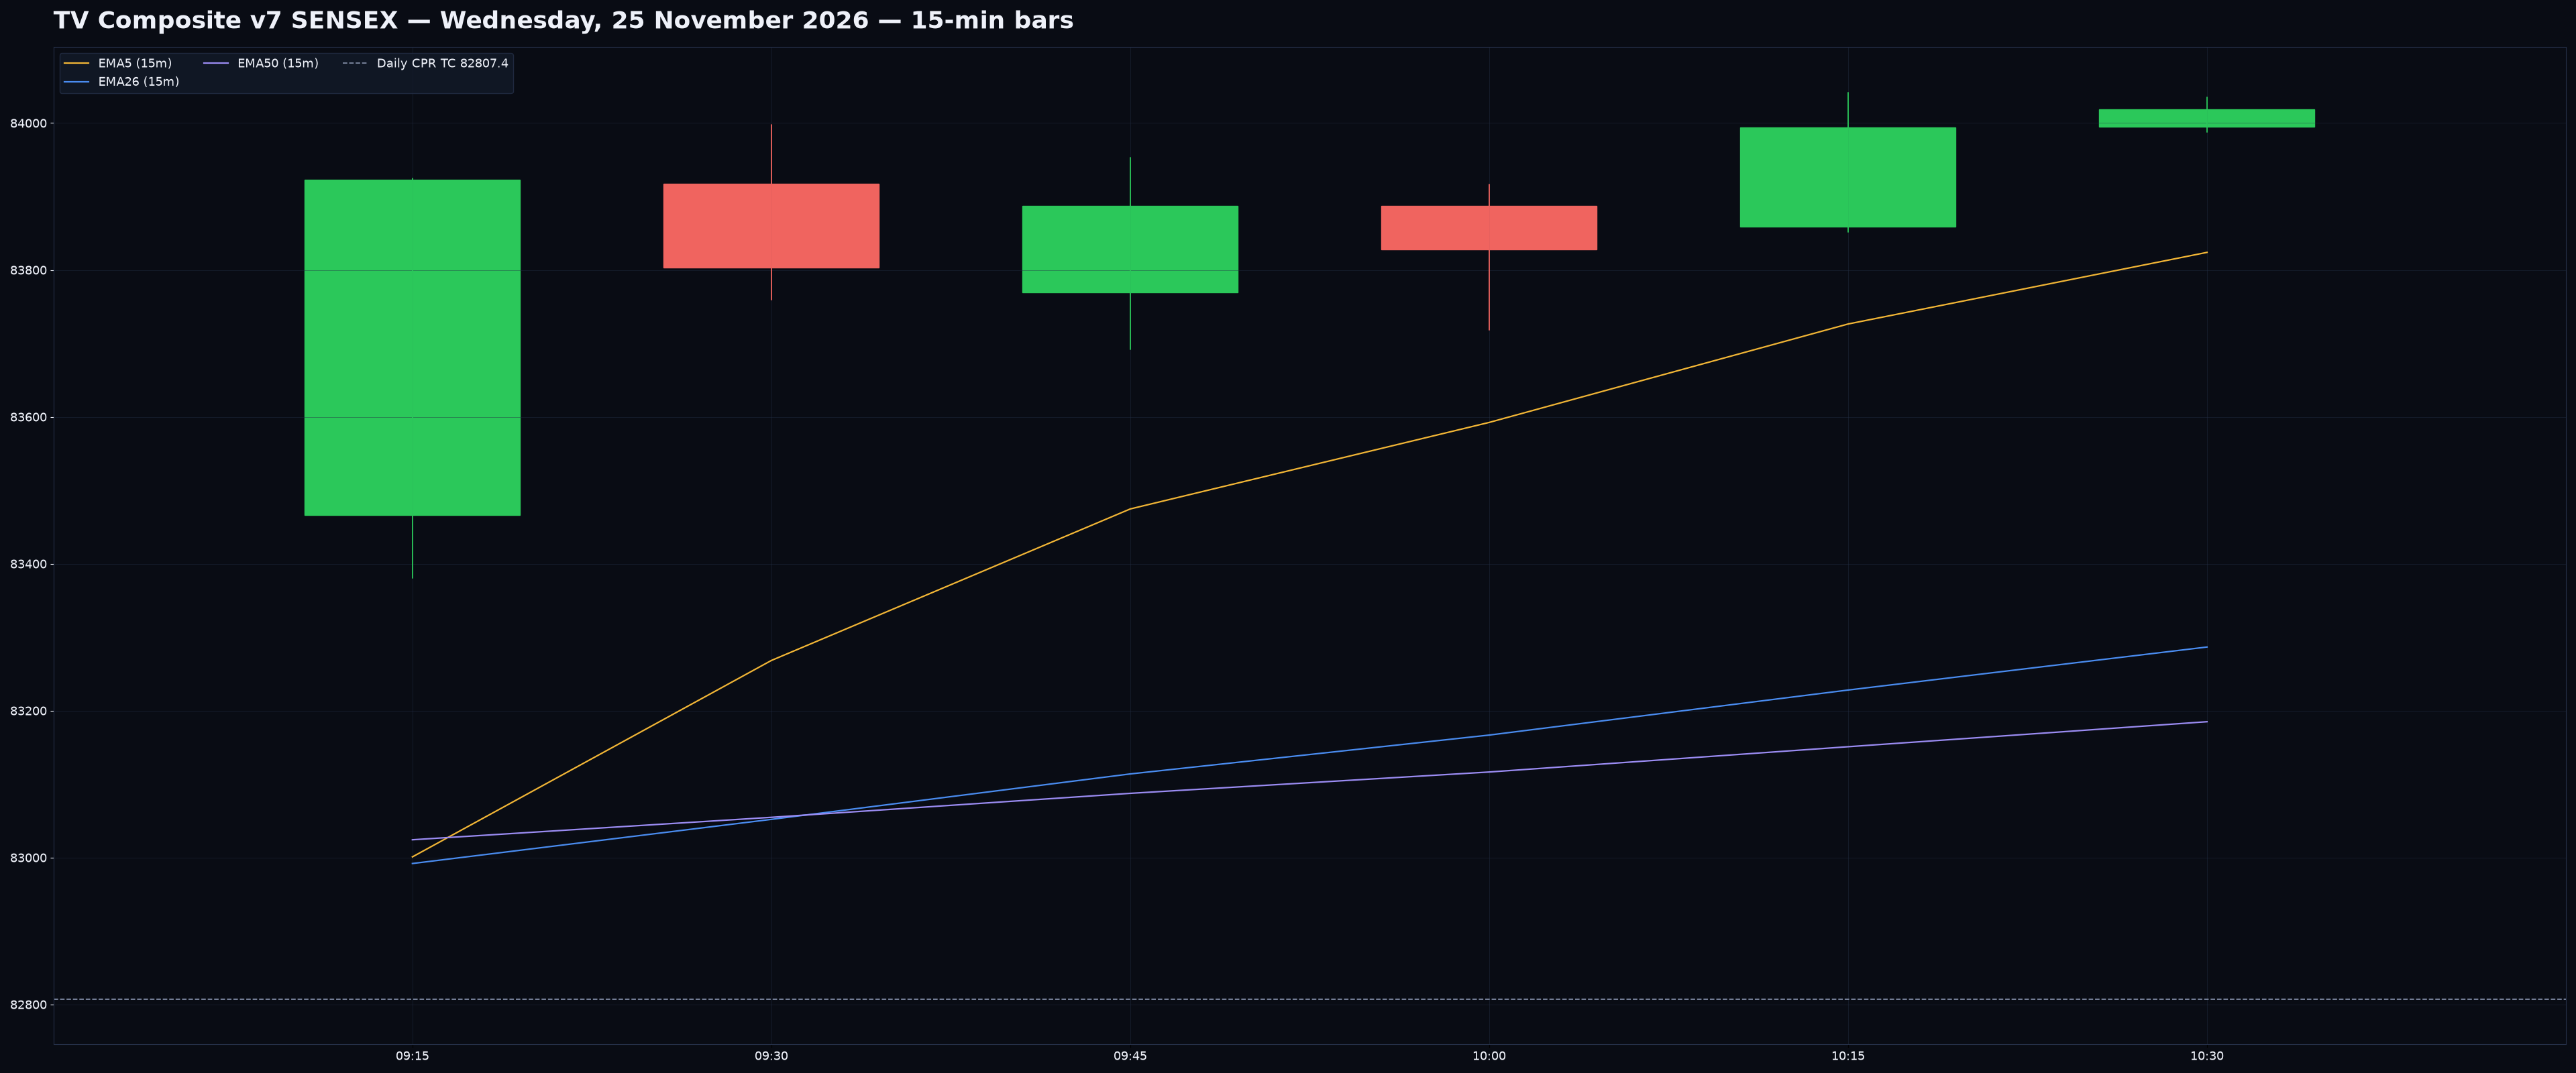 TV Composite v7 SENSEX — Wednesday, 25 November 2026 — 15-min bars
EMA5 (15m) EMA50 (15m) Daily CPR TC 82807.4
EMA26 (15m)
84000
83800
83600
83400
83200
83000
82800
09:15 09:30 09:45 10:00 10:15 10:30